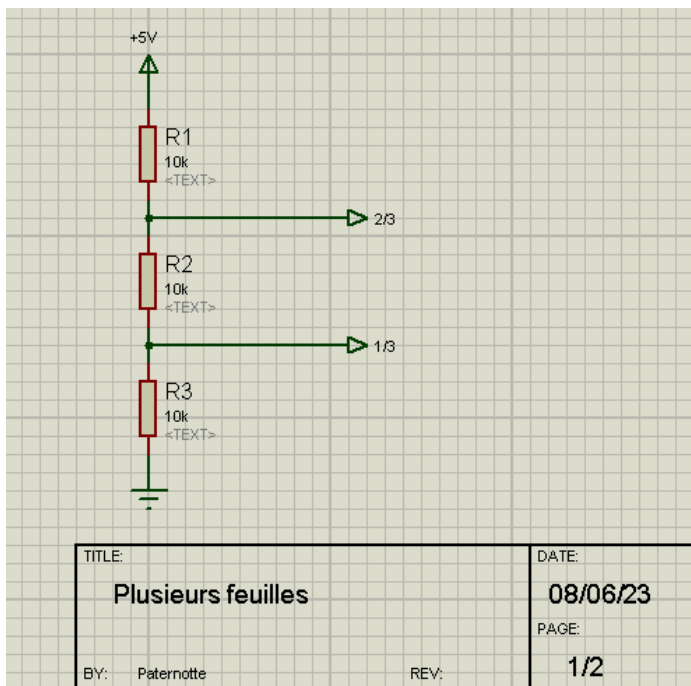 +5V
R1
10k
<TEXT>
2/3
R2
10k
<TEXT>
1/3
R3
10k
<TEXT>
TITLE:
Plusieurs feuilles
DATE:
08/06/23
PAGE:
1/2
BY: Paternotte REV: